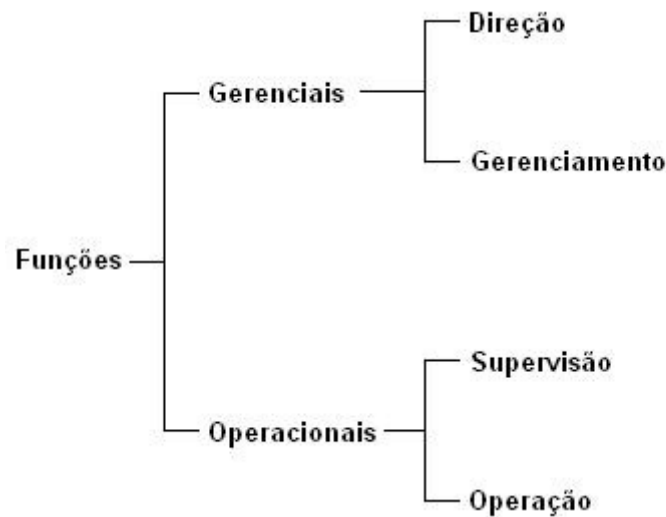 Direção
Gerenciais
Gerenciamento
Funções
Supervisão
Operacionais
Operação